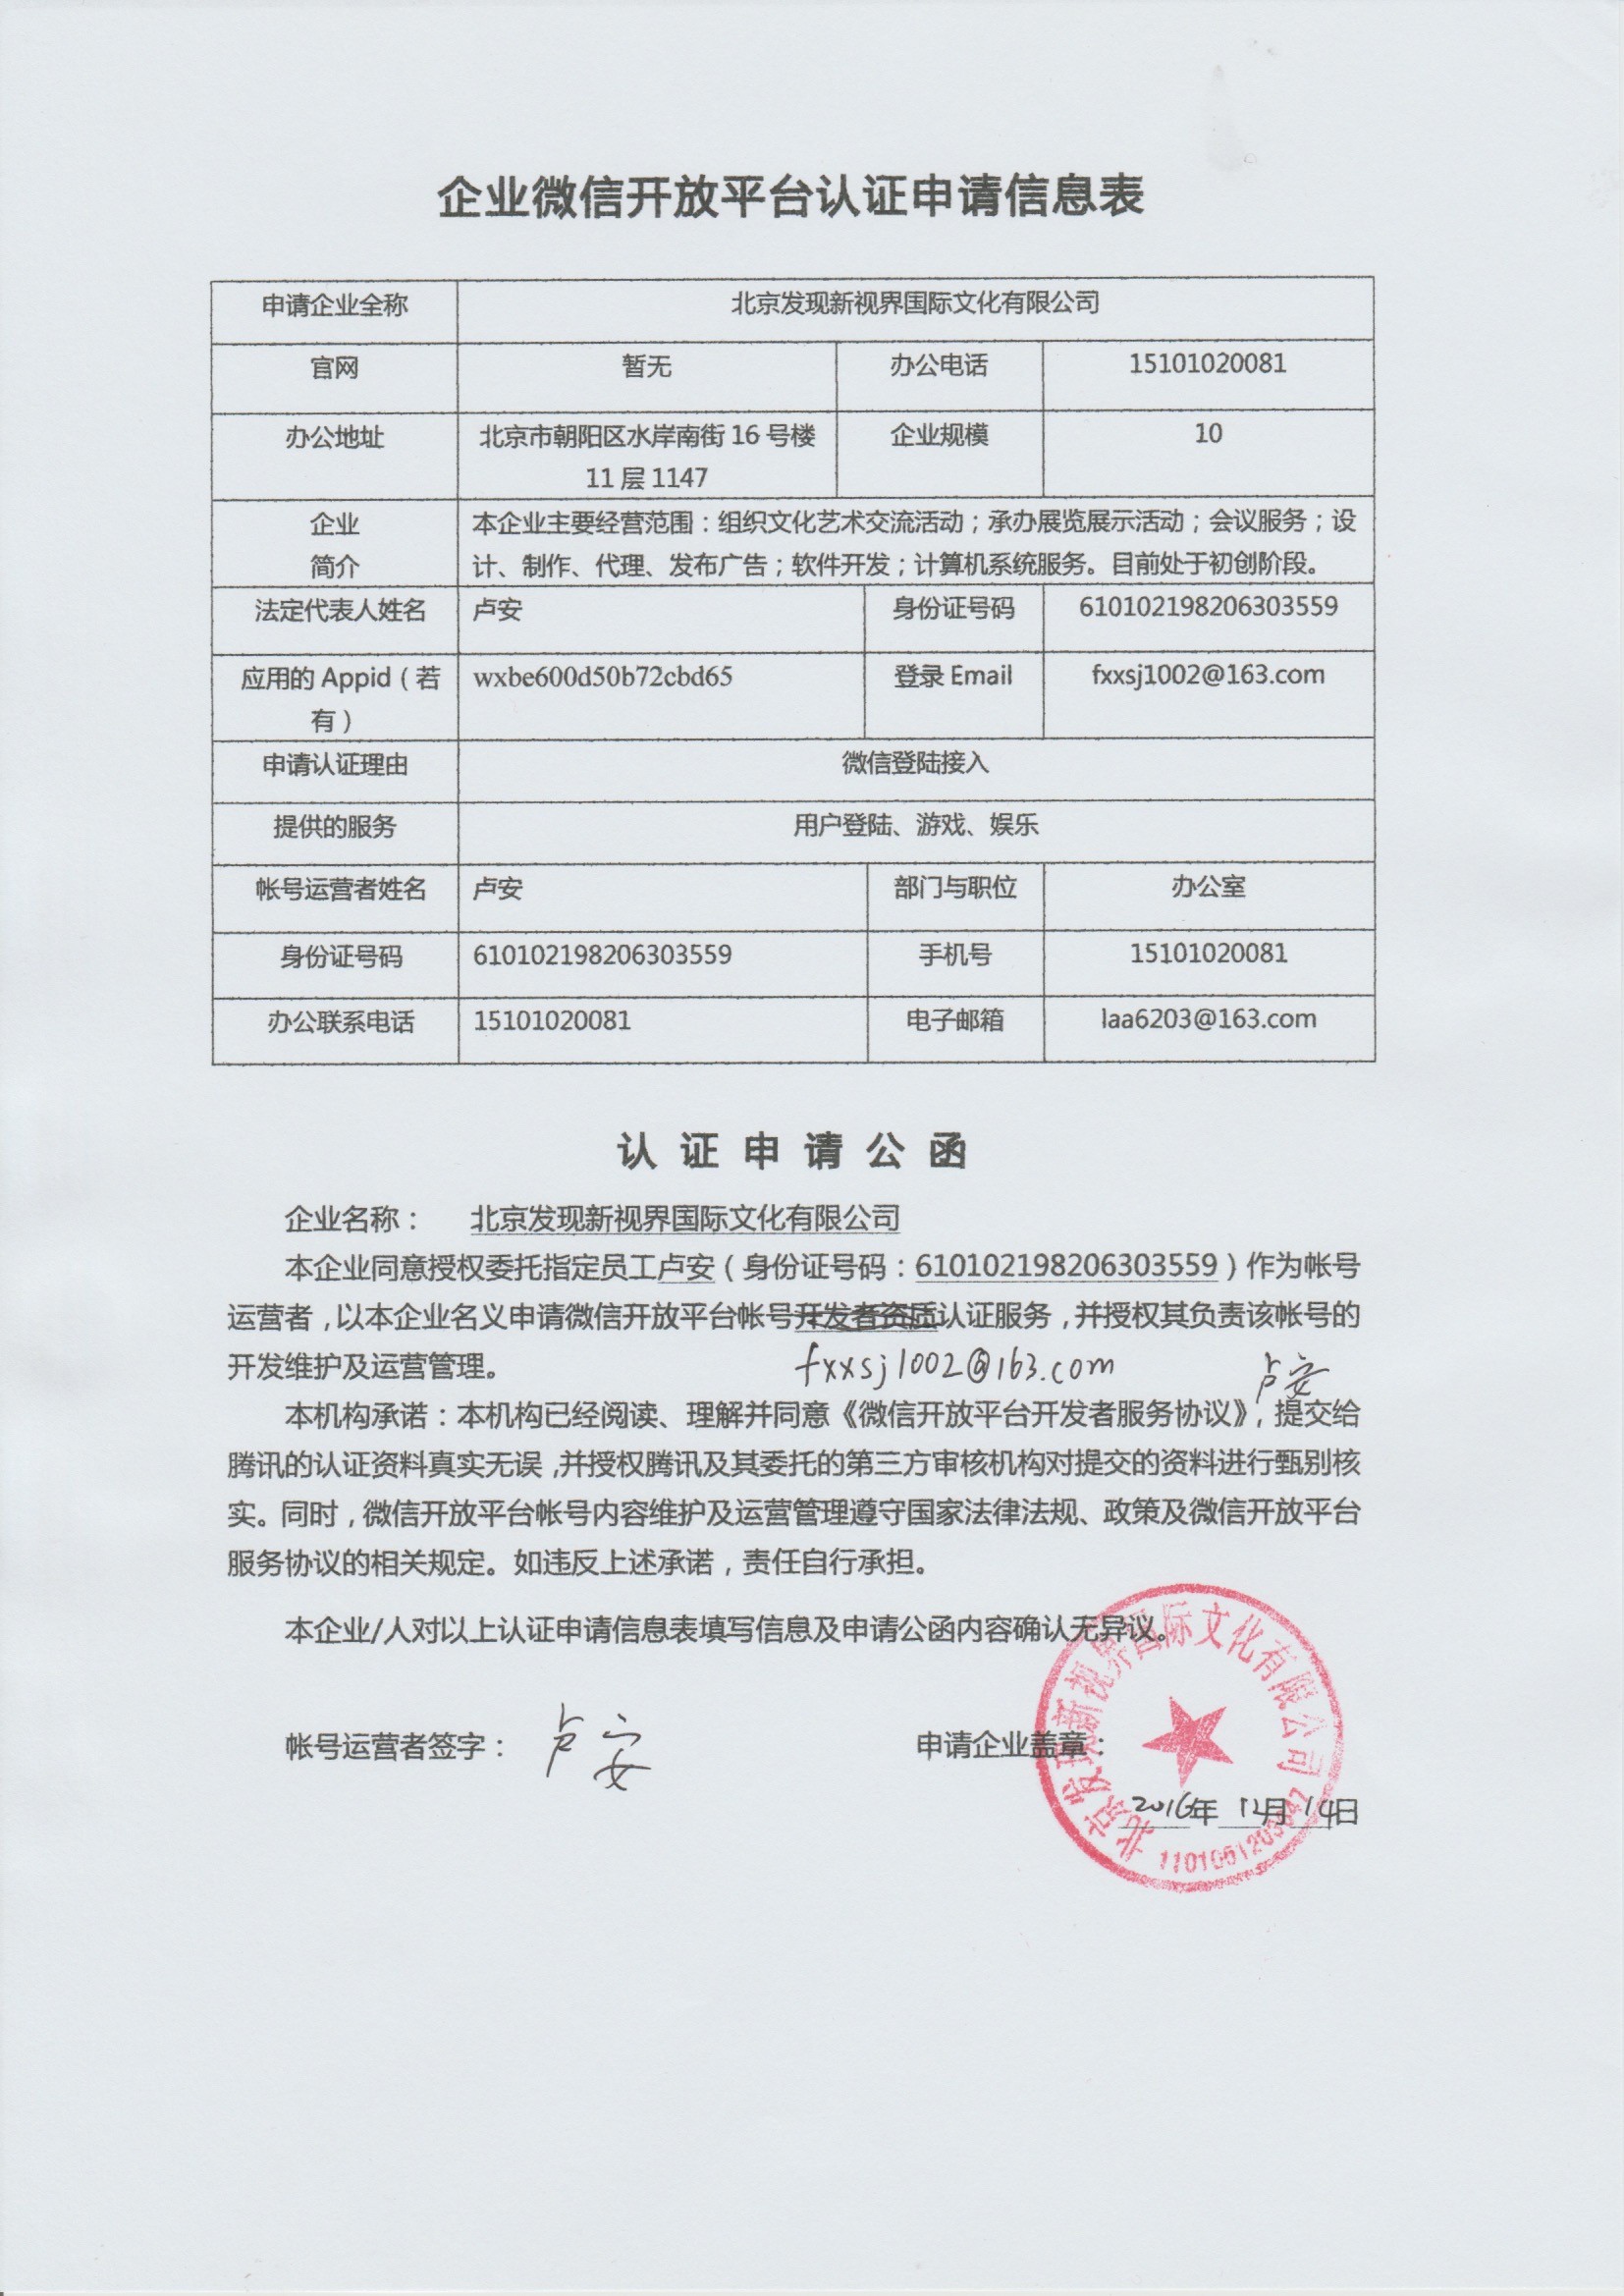 企业微信开放平台认证申请信息表
申请企业全称 北京发现新视界国际文化有限公司
官网 暂无 办公电话 15101020081
办公地址 北京市朝阳区水岸南街 16 号楼 企业规模 10
11 层 1147
企业 本企业主要经营范围：组织文化艺术交流活动；承办展览展示活动；会议服务；设
简介 计、制作、代理、发布广告；软件开发；计算机系统服务。目前处于初创阶段。
法定代表人姓名 卢安 身份证号码 610102198206303559
应用的 Appid（若 wxbe600d50b72cbd65 登录 Email fxxsj1002@163.com
有）
申请认证理由 微信登陆接入
提供的服务 用户登陆、游戏、娱乐
帐号运营者姓名 卢安 部门与职位 办公室
身份证号码 610102198206303559 手机号 15101020081
办公联系电话 15101020081 电子邮箱 laa6203@163.com
认 证 申 请 公 函
企业名称： 北京发现新视界国际文化有限公司
本企业同意授权委托指定员工卢安（身份证号码：610102198206303559）作为帐号
运营者，以本企业名义申请微信开放平台帐号开发者资质认证服务，并授权其负责该帐号的
开发维护及运营管理。 fxxsj1002@163.com 卢安
本机构承诺：本机构已经阅读、理解并同意《微信开放平台开发者服务协议》，提交给
腾讯的认证资料真实无误，并授权腾讯及其委托的第三方审核机构对提交的资料进行甄别核
实。同时，微信开放平台帐号内容维护及运营管理遵守国家法律法规、政策及微信开放平台
服务协议的相关规定。如违反上述承诺，责任自行承担。
本企业/人对以上认证申请信息表填写信息及申请公函内容确认无异议。
帐号运营者签字： 卢安 申请企业盖章：
2016年 12月 14日
北京发现新视界国际文化有限公司